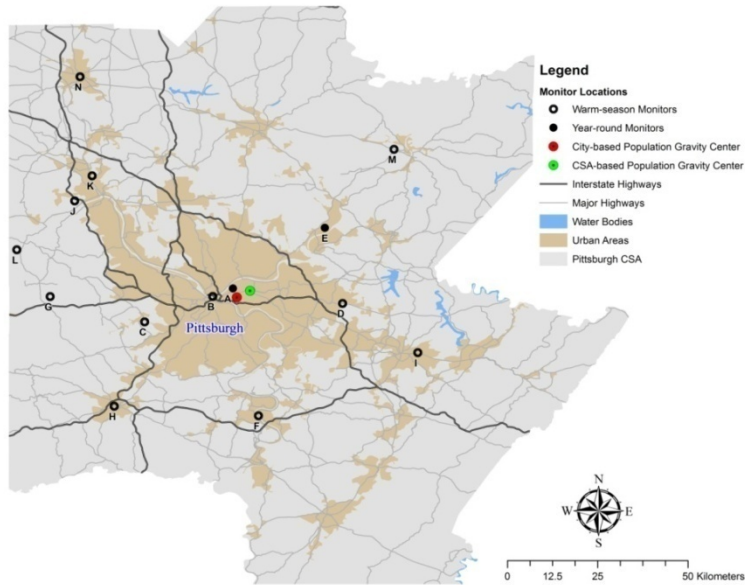 Legend
Monitor Locations
Warm-season Monitors
Year-round Monitors
City-based Population Gravity Center
CSA-based Population Gravity Center
Interstate Highways
Major Highways
Water Bodies
Urban Areas
Pittsburgh CSA
N
M
K
J
E
L
G
B
A
D
C
Pittsburgh
I
H
F
N
W
E
S
0 12.5 25 50 Kilometers